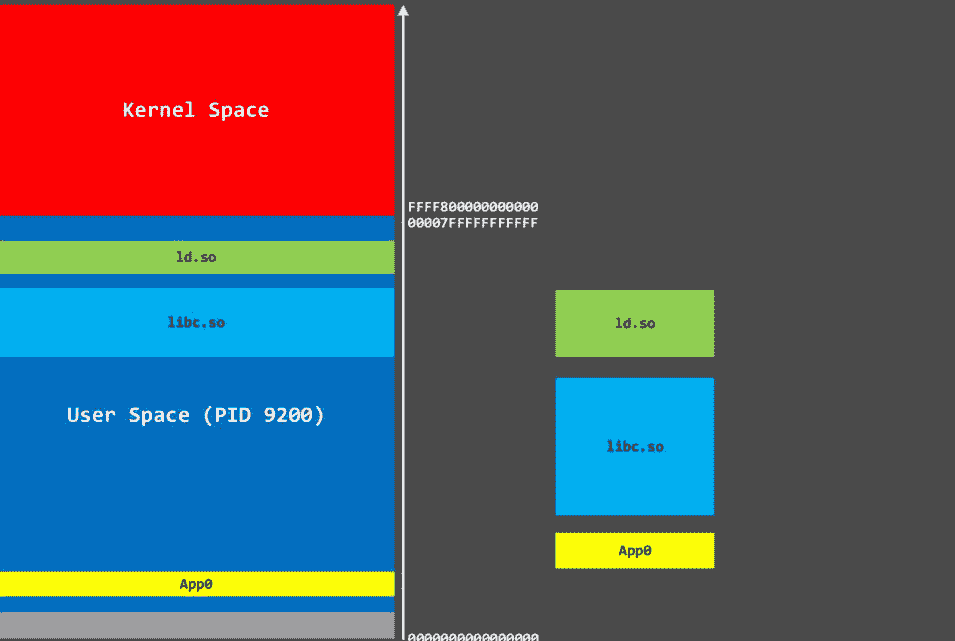 Kernel Space
FFFF800000000000
00007FFFFFFFFFFF
ld.so
libc.so
User Space (PID 9200)
App0
0000000000000000
ld.so
libc.so
App0